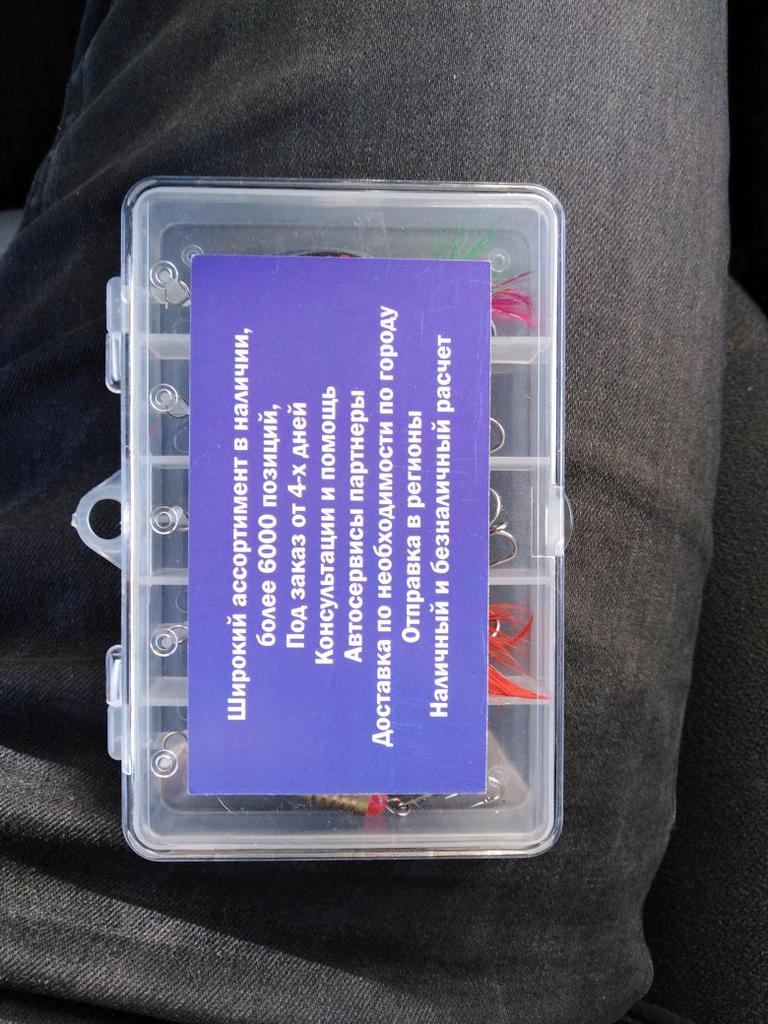 Широкий ассортимент в наличии,
более 6000 позиций,
Под заказ от 4-х дней
Консультации и помощь
Автосервисы партнеры
Доставка по необходимости по городу
Отправка в регионы
Наличный и безналичный расчет